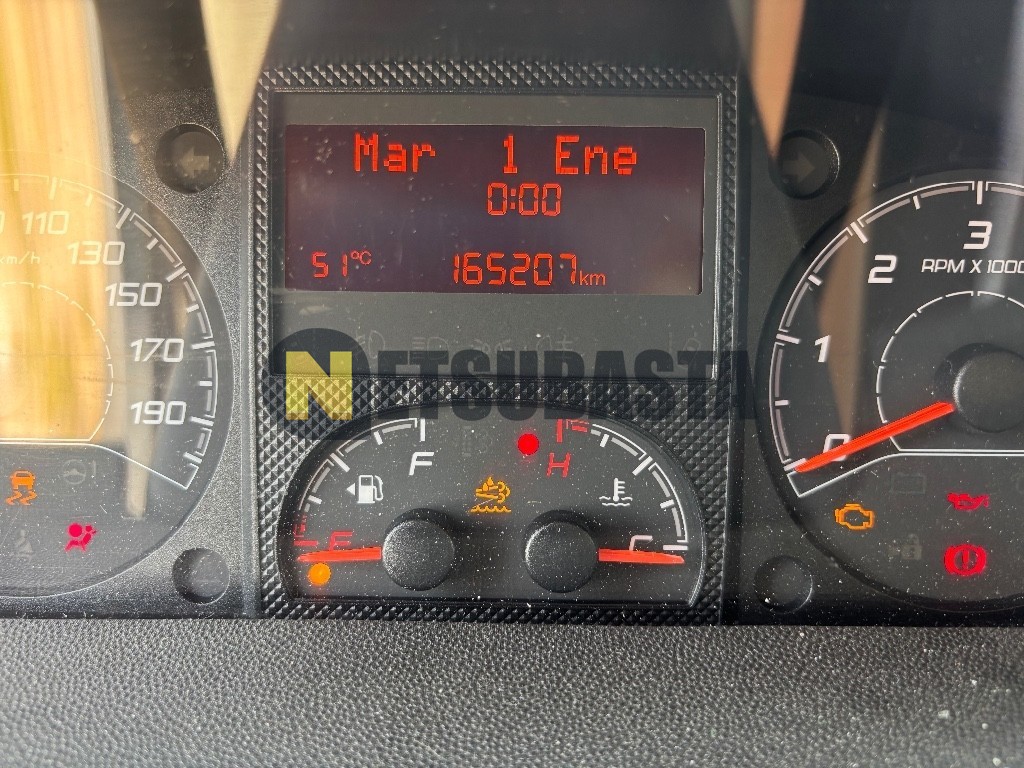 Mar 1 Ene
0:00
51°C 165207km
NETSUBASTA
110
130
150
170
190
km/h
F
H
E
C
3
2
1
0
RPM X 1000